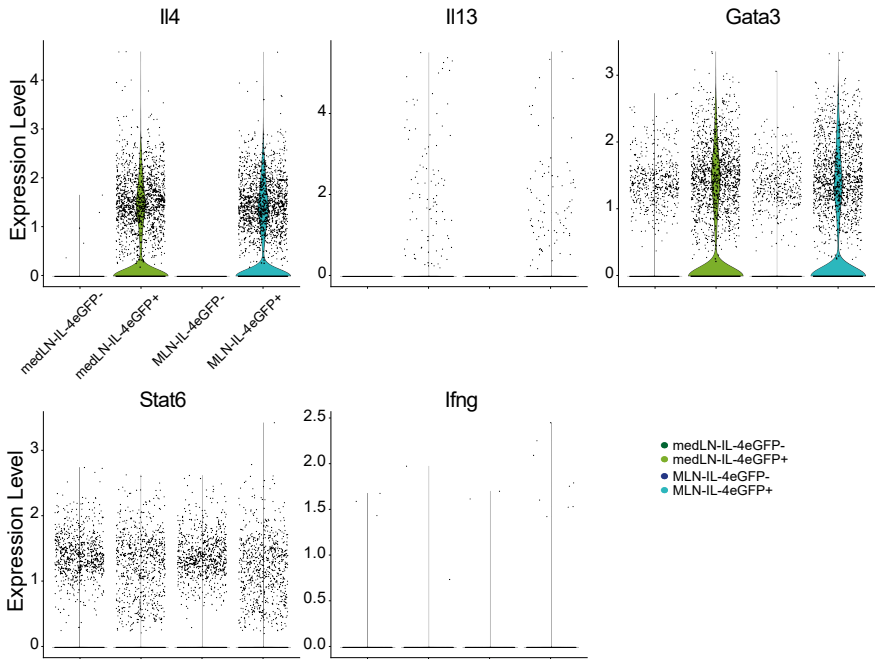 Il4
Il13
Gata3
Expression Level
4
3
2
1
0
4
2
0
3
2
1
0
medLN-IL-4eGFP-
medLN-IL-4eGFP+
MLN-IL-4eGFP-
MLN-IL-4eGFP+
Stat6
Ifng
Expression Level
3
2
1
0
2.5
2.0
1.5
1.0
0.5
0.0
medLN-IL-4eGFP-
medLN-IL-4eGFP+
MLN-IL-4eGFP-
MLN-IL-4eGFP+